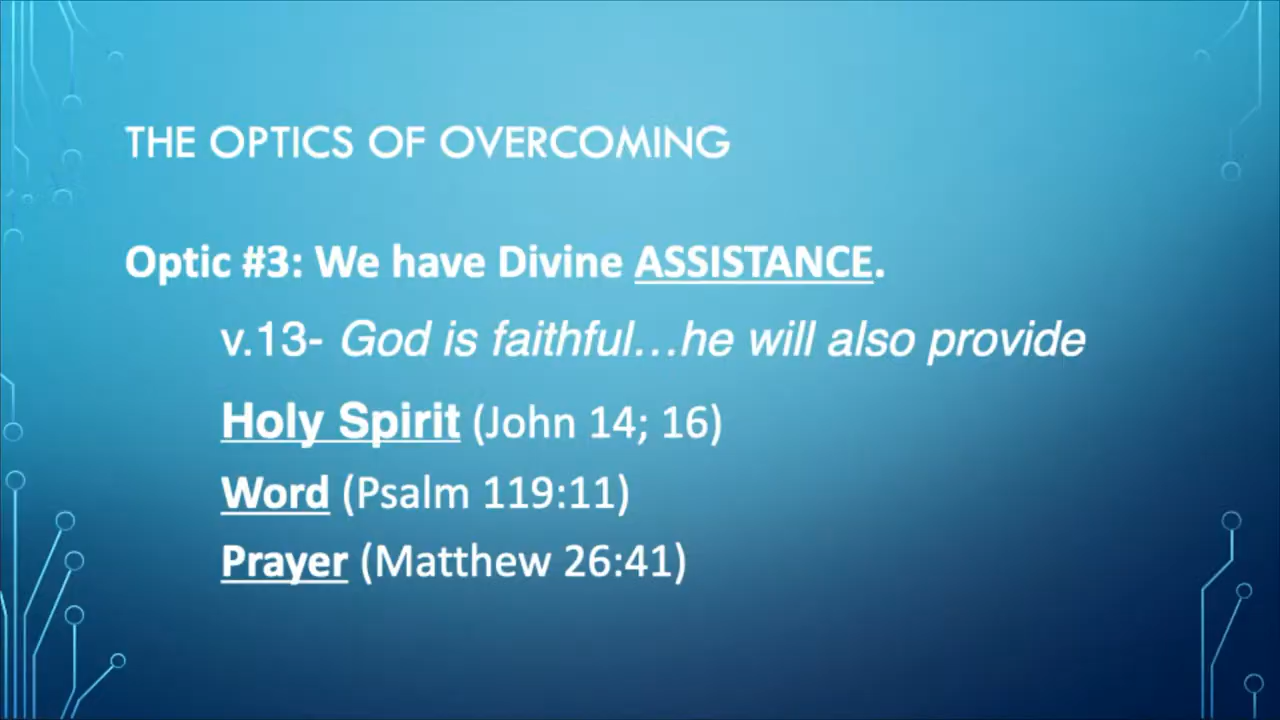 THE OPTICS OF OVERCOMING
Optic #3: We have Divine ASSISTANCE.
v.13- God is faithful...he will also provide
Holy Spirit (John 14; 16)
Word (Psalm 119:11)
Prayer (Matthew 26:41)